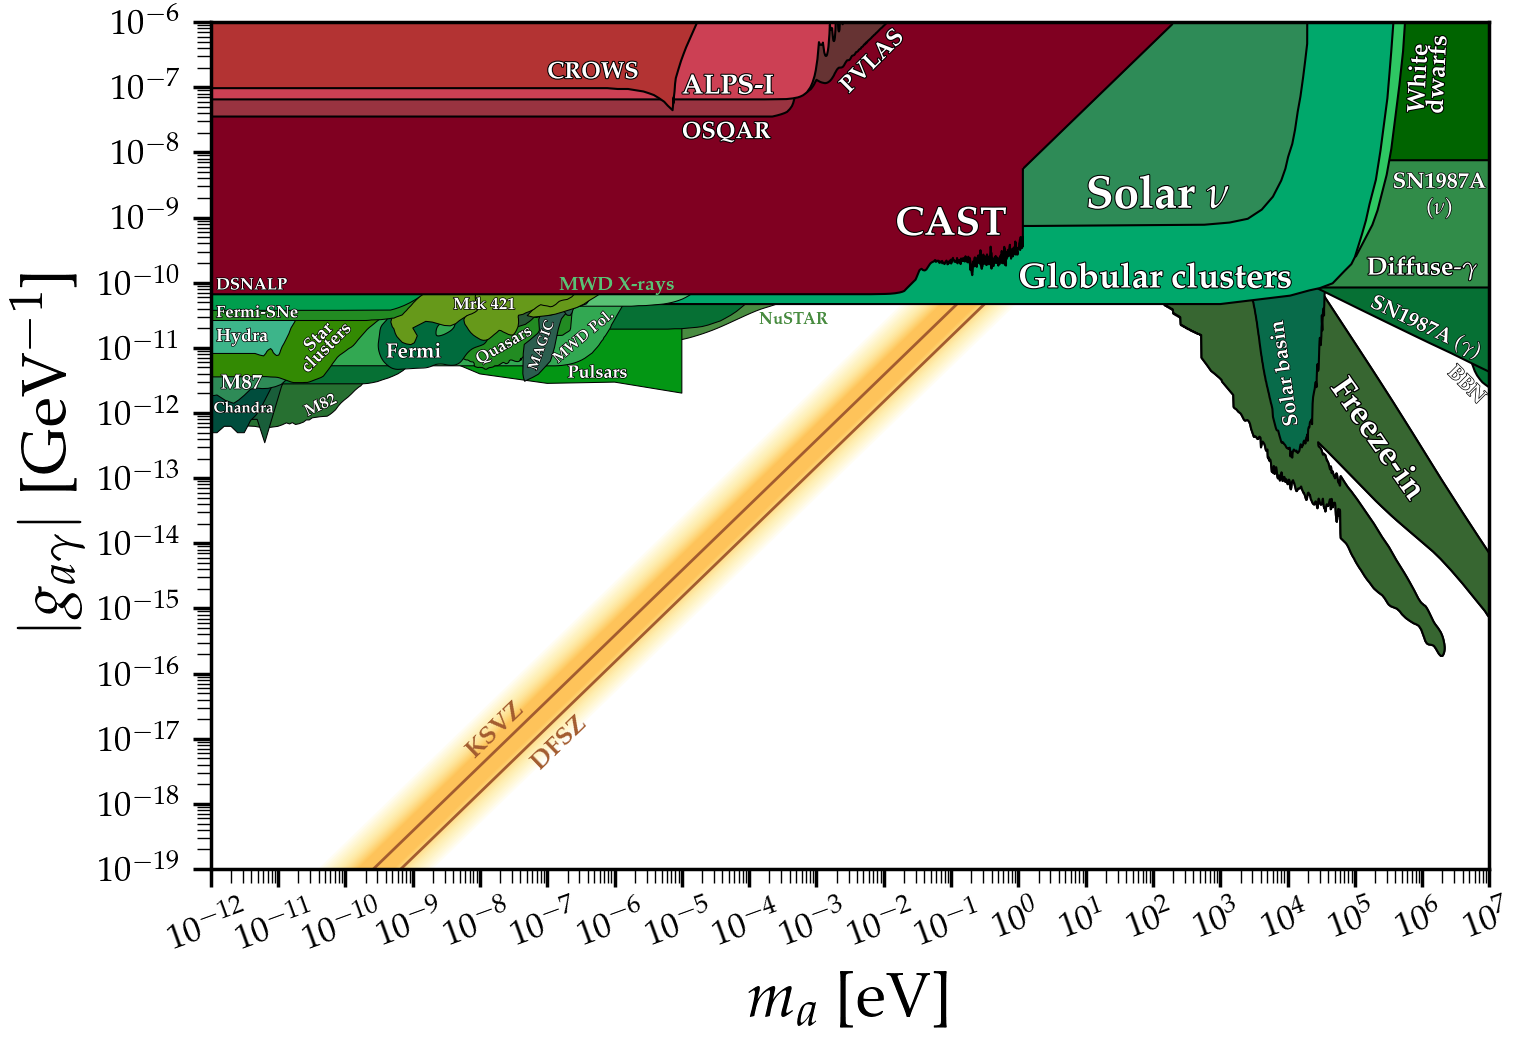 |g_{aγ}| [GeV⁻¹]
10⁻⁶
10⁻⁷
10⁻⁸
10⁻⁹
10⁻¹⁰
10⁻¹¹
10⁻¹²
10⁻¹³
10⁻¹⁴
10⁻¹⁵
10⁻¹⁶
10⁻¹⁷
10⁻¹⁸
10⁻¹⁹
CROWS
ALPS-I
PVLAS
OSQAR
White
dwarfs
SN1987A
(ν)
Solar ν
CAST
Globular clusters
Diffuse-γ
DSNALP
MWD X-rays
Fermi-SNe
Mrk 421
NuSTAR
Hydra
Star
clusters
Fermi
Quasars
MAGIC
MWD Pol.
Pulsars
M87
Chandra
M82
SN1987A (γ)
BBN
Solar basin
Freeze-in
KSVZ
DFSZ
10⁻¹² 10⁻¹¹ 10⁻¹⁰ 10⁻⁹ 10⁻⁸ 10⁻⁷ 10⁻⁶ 10⁻⁵ 10⁻⁴ 10⁻³ 10⁻² 10⁻¹ 10⁰ 10¹ 10² 10³ 10⁴ 10⁵ 10⁶ 10⁷
m_a [eV]